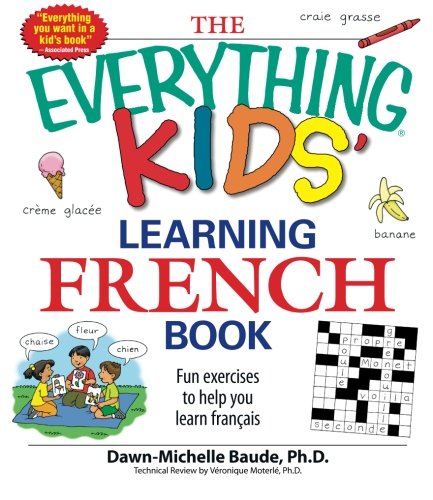 "Everything
you want in a
kid's book"
— Associated Press
craie grasse
THE
EVERYTHING®
KIDS'
crème glacée
banane
LEARNING
FRENCH
BOOK
chaise
fleur
chien
Fun exercises
to help you
learn français
propre
Monet
voila
seconde
Dawn-Michelle Baude, Ph.D.
Technical Review by Véronique Moterlé, Ph.D.